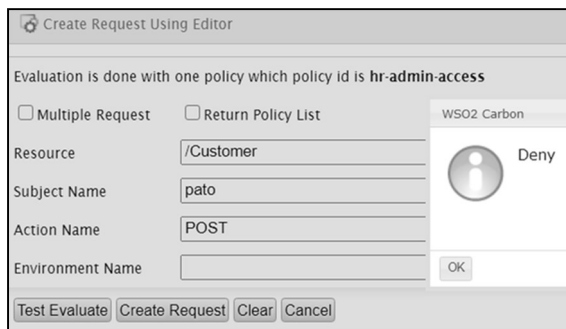 Create Request Using Editor
Evaluation is done with one policy which policy id is hr-admin-access
Multiple Request Return Policy List
WSO2 Carbon
Resource /Customer
Deny
Subject Name pato
Action Name POST
Environment Name
OK
Test Evaluate Create Request Clear Cancel